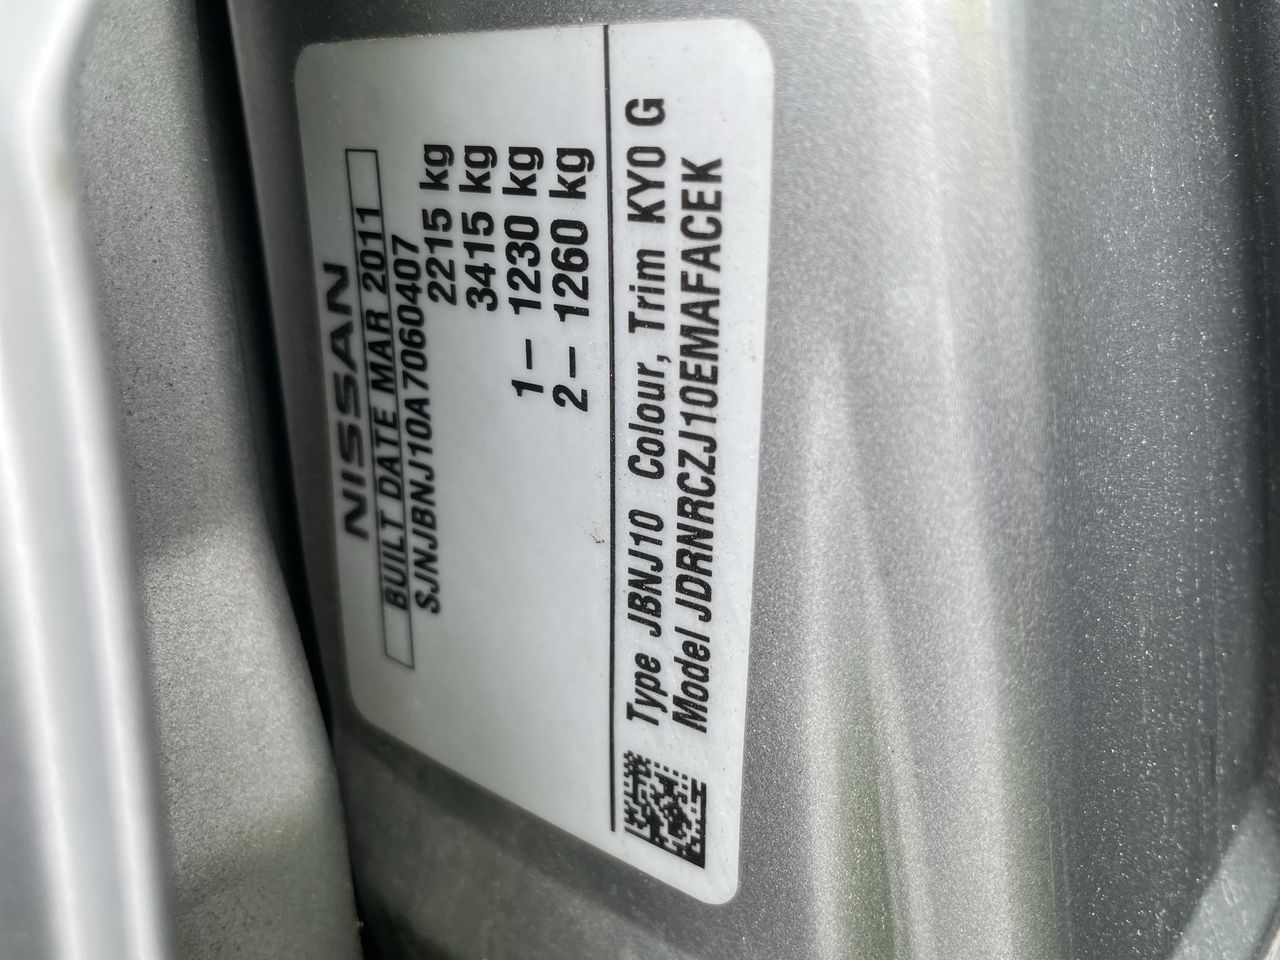 NISSAN
BUILT DATE MAR 2011
SJNJBNJ10A7060407
2215 kg
3415 kg
1– 1230 kg
2– 1260 kg
Type JBNJ10 Colour, Trim KY0 G
Model JDRNRCZJ10EMAFACEK